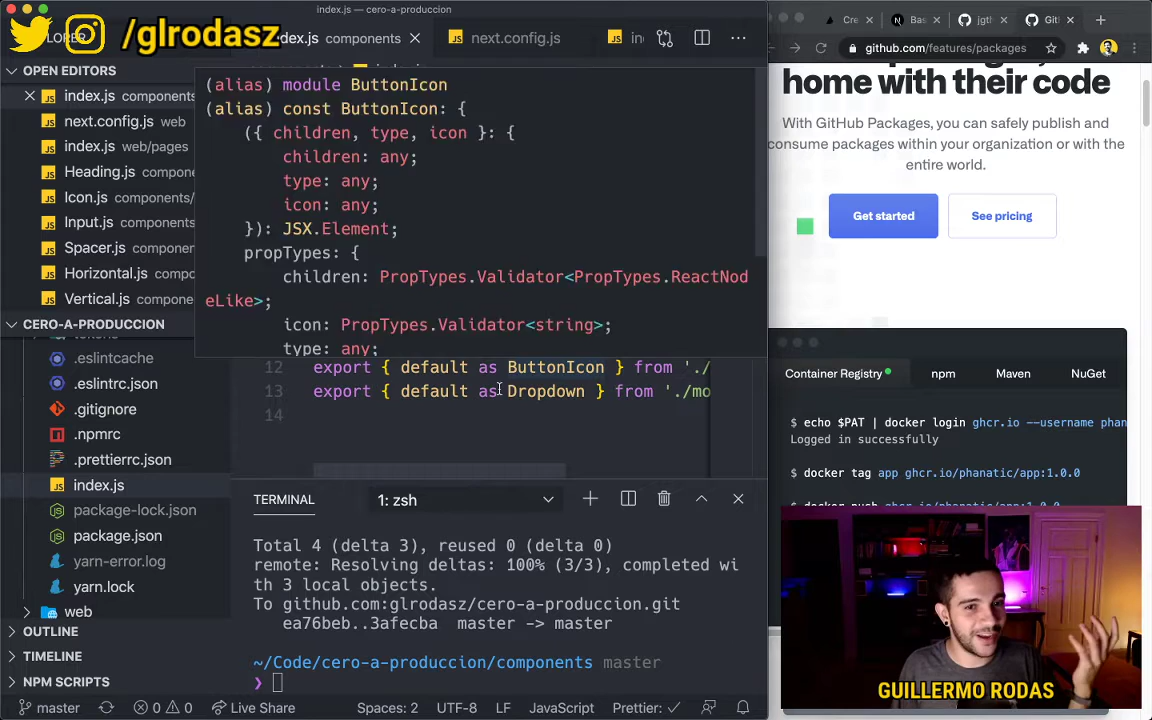 index.js — cero-a-produccion
/glrodasz
index.js components
next.config.js
OPEN EDITORS
index.js components
next.config.js web
index.js web/pages
Heading.js compone
Icon.js components/
Input.js components
Spacer.js componen
Horizontal.js compo
Vertical.js compone
CERO-A-PRODUCCION
.eslintcache
.eslintrc.json
.gitignore
.npmrc
.prettierrc.json
index.js
package-lock.json
package.json
yarn-error.log
yarn.lock
web
OUTLINE
TIMELINE
NPM SCRIPTS
(alias) module ButtonIcon
(alias) const ButtonIcon: {
({ children, type, icon }: {
children: any;
type: any;
icon: any;
}): JSX.Element;
propTypes: {
children: PropTypes.Validator<PropTypes.ReactNod
eLike>;
icon: PropTypes.Validator<string>;
type: any;
12 export { default as ButtonIcon } from './
13 export { default as Dropdown } from './mo
14
TERMINAL
1: zsh
Total 4 (delta 3), reused 0 (delta 0)
remote: Resolving deltas: 100% (3/3), completed wi
th 3 local objects.
To github.com:glrodasz/cero-a-produccion.git
ea76beb..3afecba master -> master
~/Code/cero-a-produccion/components master
❯
master
0 0
Live Share
Spaces: 2
UTF-8
LF
JavaScript
Prettier: ✓
Cre
Bas
jgth
Gith
github.com/features/packages
home with their code
With GitHub Packages, you can safely publish and
consume packages within your organization or with the
entire world.
Get started
See pricing
Container Registry
npm
Maven
NuGet
$ echo $PAT | docker login ghcr.io --username phan
Logged in successfully
$ docker tag app ghcr.io/phanatic/app:1.0.0
GUILLERMO RODAS